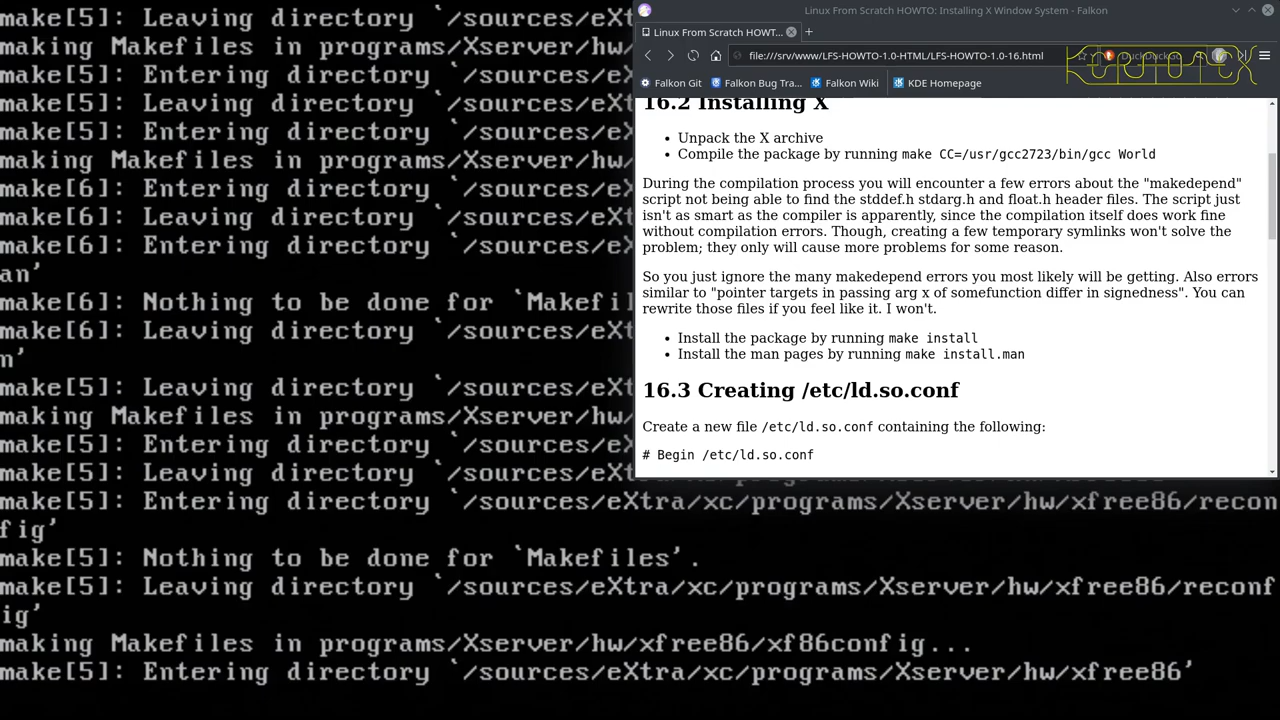 make[5]: Leaving directory `/sources/eXt
making Makefiles in programs/Xserver/hw/
make[5]: Entering directory `/sources/eX
make[5]: Leaving directory `/sources/eXt
make[5]: Entering directory `/sources/eX
making Makefiles in programs/Xserver/hw/
make[6]: Entering directory `/sources/eX
make[6]: Leaving directory `/sources/eXt
make[6]: Entering directory `/sources/eX
an'
make[6]: Nothing to be done for `Makefil
make[6]: Leaving directory `/sources/eXt
n'
make[5]: Leaving directory `/sources/eXt
making Makefiles in programs/Xserver/hw/
make[5]: Entering directory `/sources/eX
make[5]: Leaving directory `/sources/eXt
make[5]: Entering directory `/sources/eXtra/xc/programs/Xserver/hw/xfree86/recon
fig'
make[5]: Nothing to be done for `Makefiles'.
make[5]: Leaving directory `/sources/eXtra/xc/programs/Xserver/hw/xfree86/reconf
ig'
making Makefiles in programs/Xserver/hw/xfree86/xf86config...
make[5]: Entering directory `/sources/eXtra/xc/programs/Xserver/hw/xfree86'
Linux From Scratch HOWTO: Installing X Window System - Falkon
Linux From Scratch HOWT...
file:///srv/www/LFS-HOWTO-1.0-HTML/LFS-HOWTO-1.0-16.html
Falkon Git Falkon Bug Tra... Falkon Wiki KDE Homepage
16.2 Installing X
• Unpack the X archive
• Compile the package by running make CC=/usr/gcc2723/bin/gcc World
During the compilation process you will encounter a few errors about the "makedepend"
script not being able to find the stddef.h stdarg.h and float.h header files. The script just
isn't as smart as the compiler is apparently, since the compilation itself does work fine
without compilation errors. Though, creating a few temporary symlinks won't solve the
problem; they only will cause more problems for some reason.
So you just ignore the many makedepend errors you most likely will be getting. Also errors
similar to "pointer targets in passing arg x of somefunction differ in signedness". You can
rewrite those files if you feel like it. I won't.
• Install the package by running make install
• Install the man pages by running make install.man
16.3 Creating /etc/ld.so.conf
Create a new file /etc/ld.so.conf containing the following:
# Begin /etc/ld.so.conf